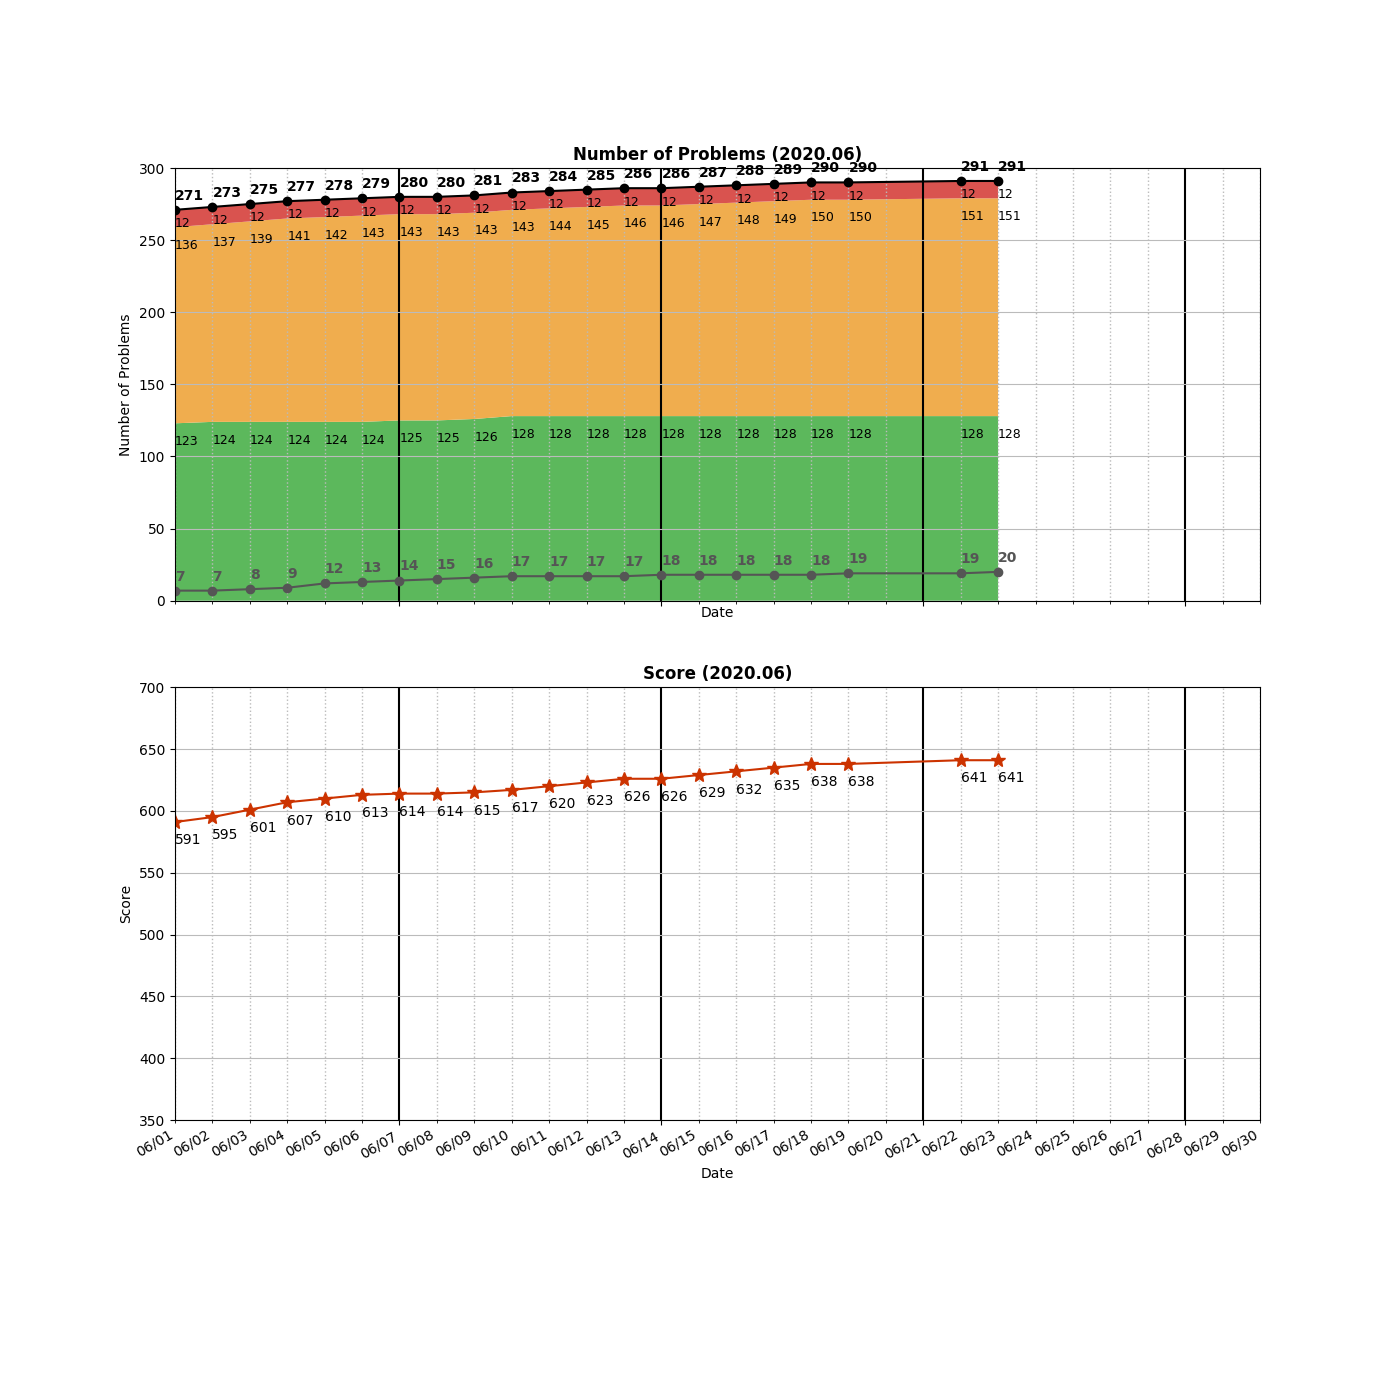 Number of Problems (2020.06)
300
271 273 275 277 278 279 280 280 281 283 284 285 286 286 287 288 289 290 290 291 291
12 12 12 12 12 12 12 12 12 12 12 12 12 12 12 12 12 12 12 12 12
136 137 139 141 142 143 143 143 143 143 144 145 146 146 147 148 149 150 150 151 151
250
200
150
123 124 124 124 124 124 125 125 126 128 128 128 128 128 128 128 128 128 128 128 128
100
50
7 7 8 9 12 13 14 15 16 17 17 17 17 18 18 18 18 18 19 19 20
0
Number of Problems
Date
Score (2020.06)
700
650
591 595 601 607 610 613 614 614 615 617 620 623 626 626 629 632 635 638 638 641 641
600
550
500
450
400
350
Score
06/01 06/02 06/03 06/04 06/05 06/06 06/07 06/08 06/09 06/10 06/11 06/12 06/13 06/14 06/15 06/16 06/17 06/18 06/19 06/20 06/21 06/22 06/23 06/24 06/25 06/26 06/27 06/28 06/29 06/30
Date